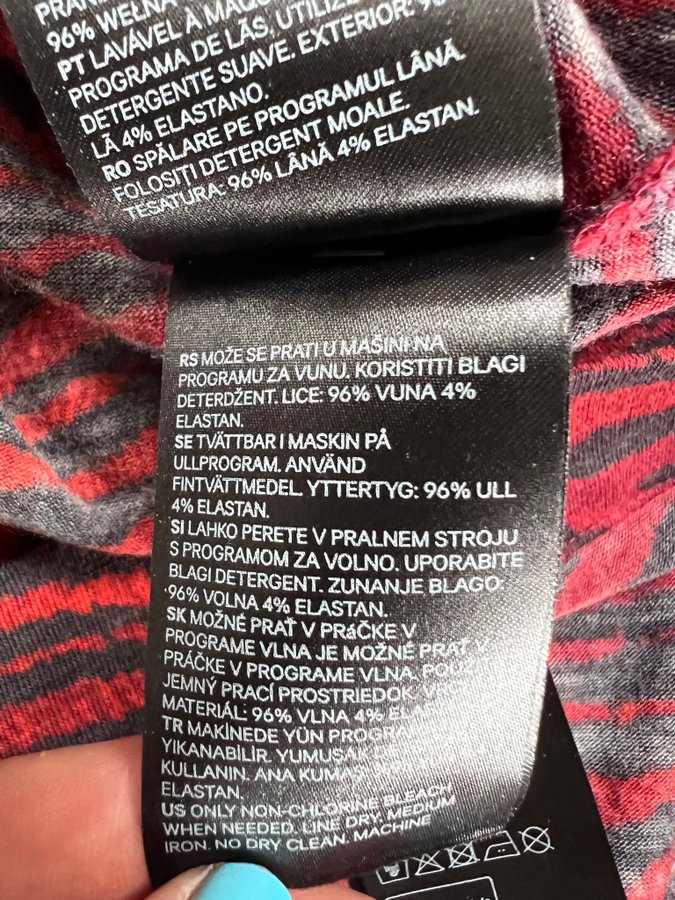 96% WEŁNA
PT LAVÁVEL À
PROGRAMA DE LÃS. UTILIZE
DETERGENTE SUAVE. EXTERIOR:
LÃ 4% ELASTANO.
RO SPĂLARE PE PROGRAMUL LÂNĂ.
FOLOSITI DETERGENT MOALE.
TESATURA: 96% LÂNĂ 4% ELASTAN.
RS MOŽE SE PRATI U MAŠINI NA
PROGRAMU ZA VUNU. KORISTITI BLAGI
DETERDŽENT. LICE: 96% VUNA 4%
ELASTAN.
SE TVÄTTBAR I MASKIN PÅ
ULLPROGRAM. ANVÄND
FINTVÄTTMEDEL. YTTERTYG: 96% ULL
4% ELASTAN.
SI LAHKO PERETE V PRALNEM STROJU
S PROGRAMOM ZA VOLNO. UPORABITE
BLAGI DETERGENT. ZUNANJE BLAGO:
96% VOLNA 4% ELASTAN.
SK MOŽNÉ PRAŤ V PRáČKE V
PROGRAME VLNA JE MOŽNÉ PRAŤ V
PRÁČKE V PROGRAME VLNA.
JEMNÝ PRACÍ PROSTRIEDOK.
MATERIÁL: 96% VLNA 4%
TR MAKİNEDE YÜN
YIKANABİLİR. YUMUŞAK
KULLANIN. ANA
ELASTAN.
US ONLY NON-CHLORINE BLEACH
WHEN NEEDED. LINE DRY. MEDIUM
IRON. NO DRY CLEAN. MACHINE